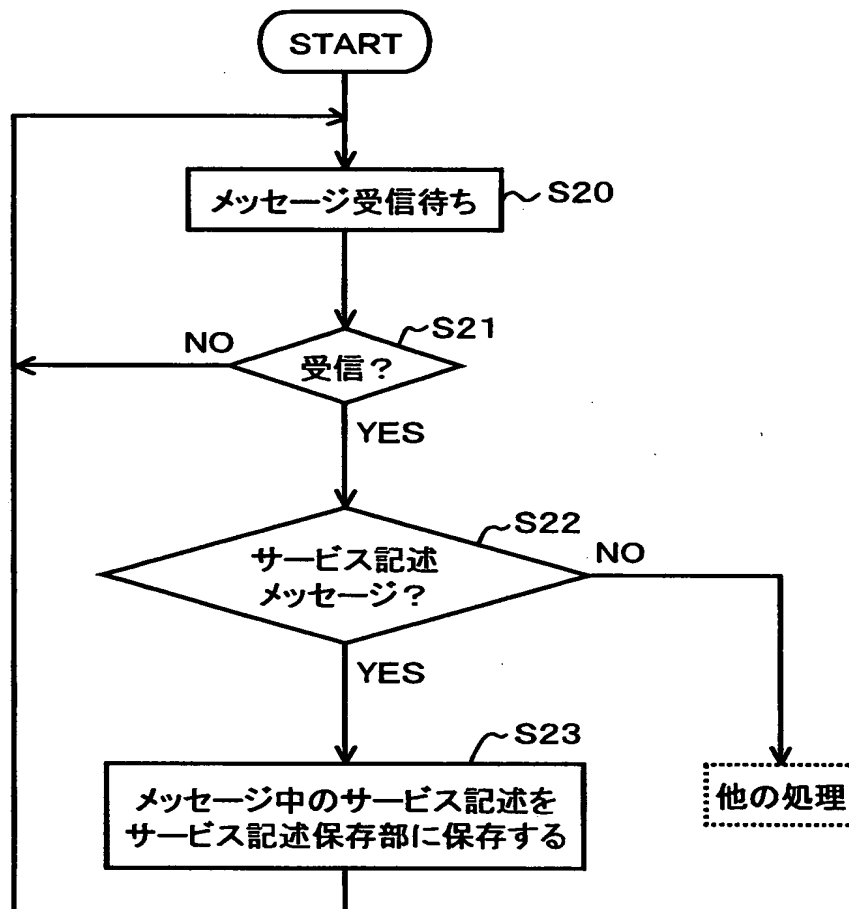 START
メッセージ受信待ち
S20
S21
NO
受信?
YES
S22
サービス記述
メッセージ?
NO
YES
S23
メッセージ中のサービス記述を
サービス記述保存部に保存する
他の処理